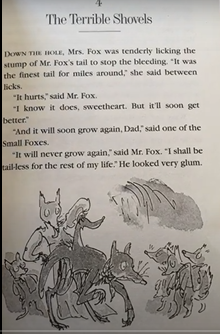 4
The Terrible Shovels
DOWN THE HOLE, Mrs. Fox was tenderly licking the
stump of Mr. Fox's tail to stop the bleeding. "It was
the finest tail for miles around," she said between
licks.
"It hurts," said Mr. Fox.
"I know it does, sweetheart. But it'll soon get
better."
"And it will soon grow again, Dad," said one of the
Small Foxes.
"It will never grow again," said Mr. Fox. "I shall be
tail-less for the rest of my life." He looked very glum.